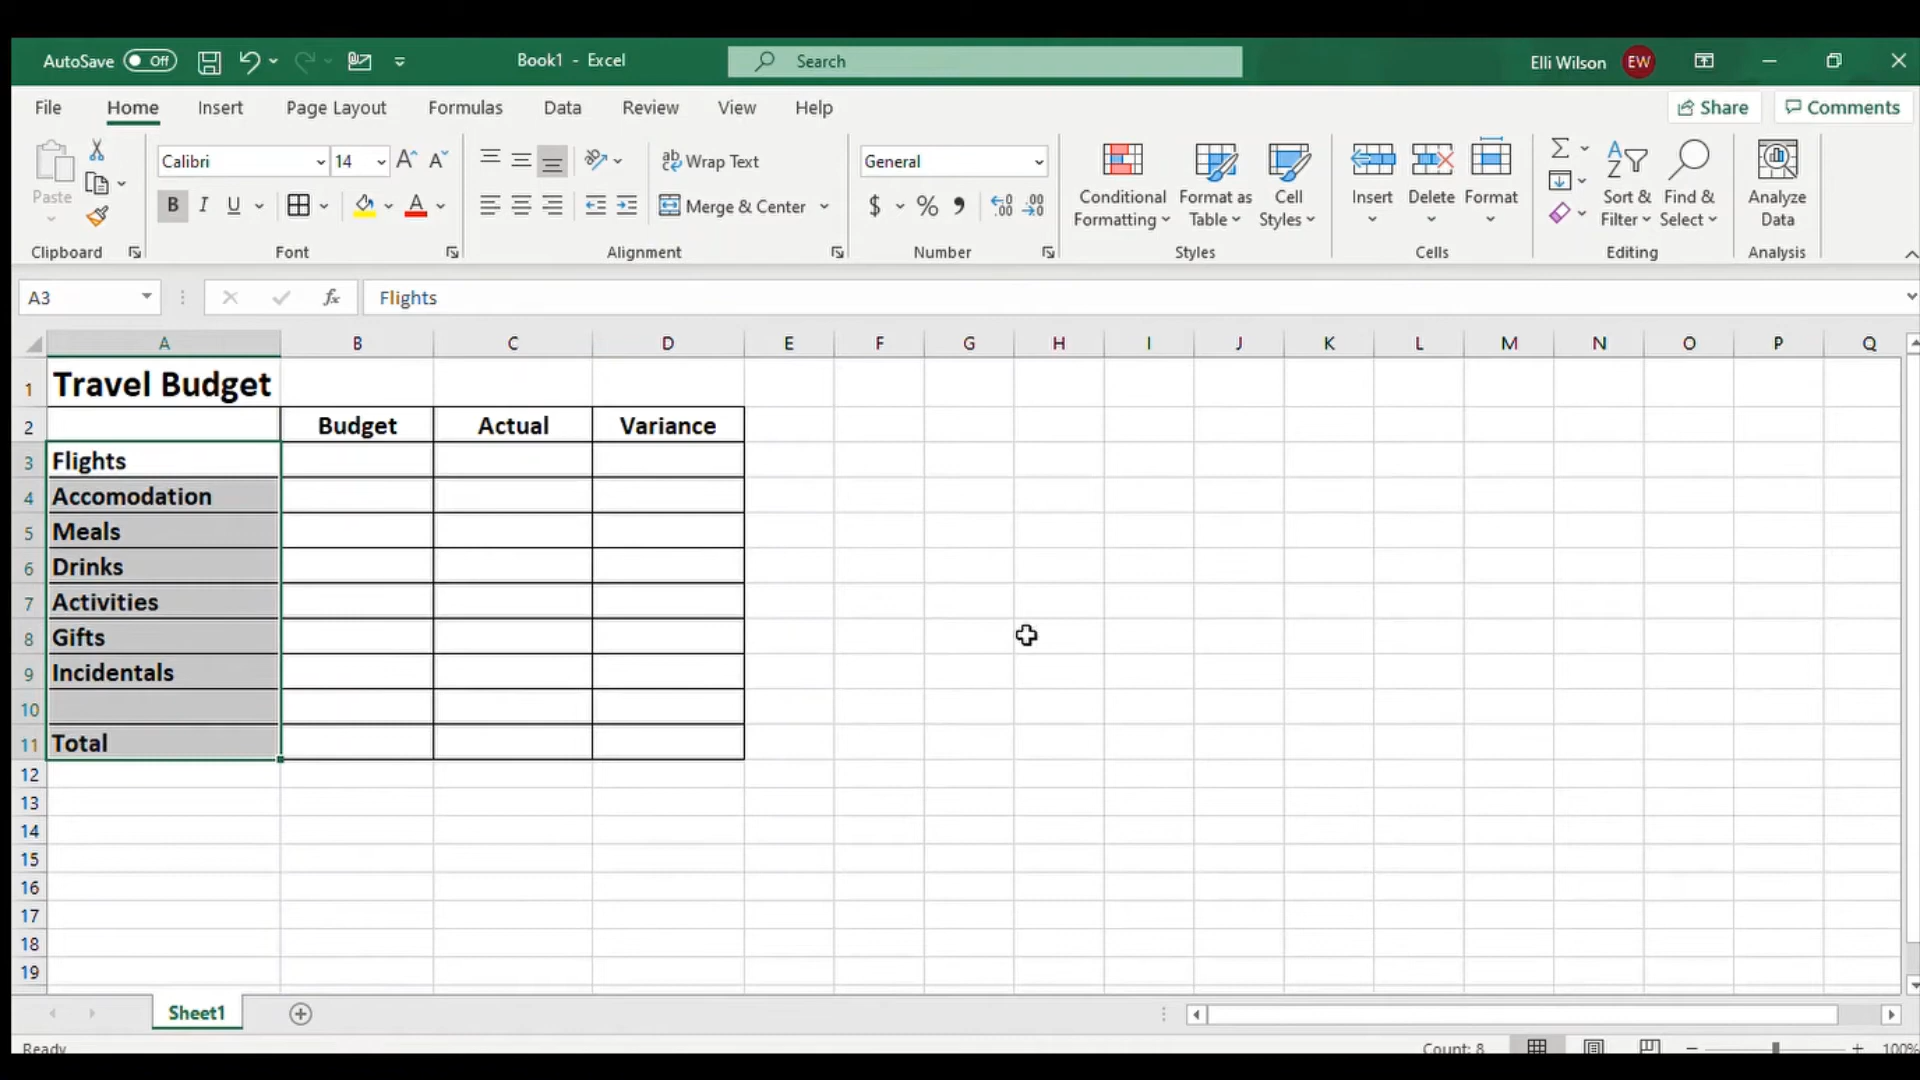 AutoSave Off Book1 - Excel Search Elli Wilson EW
File Home Insert Page Layout Formulas Data Review View Help Share Comments
Paste Calibri 14 Wrap Text General Conditional Formatting Format as Table Cell Styles Insert Delete Format Sort & Filter Find & Select Analyze Data
B I U A Merge & Center $ % 9
Clipboard Font Alignment Number Styles Cells Editing Analysis
A3 fx Flights
A B C D E F G H I J K L M N O P Q
1 Travel Budget
2 Budget Actual Variance
3 Flights
4 Accomodation
5 Meals
6 Drinks
7 Activities
8 Gifts
9 Incidentals
10
11 Total
12
13
14
15
16
17
18
19
Sheet1
Ready Count: 8 100%